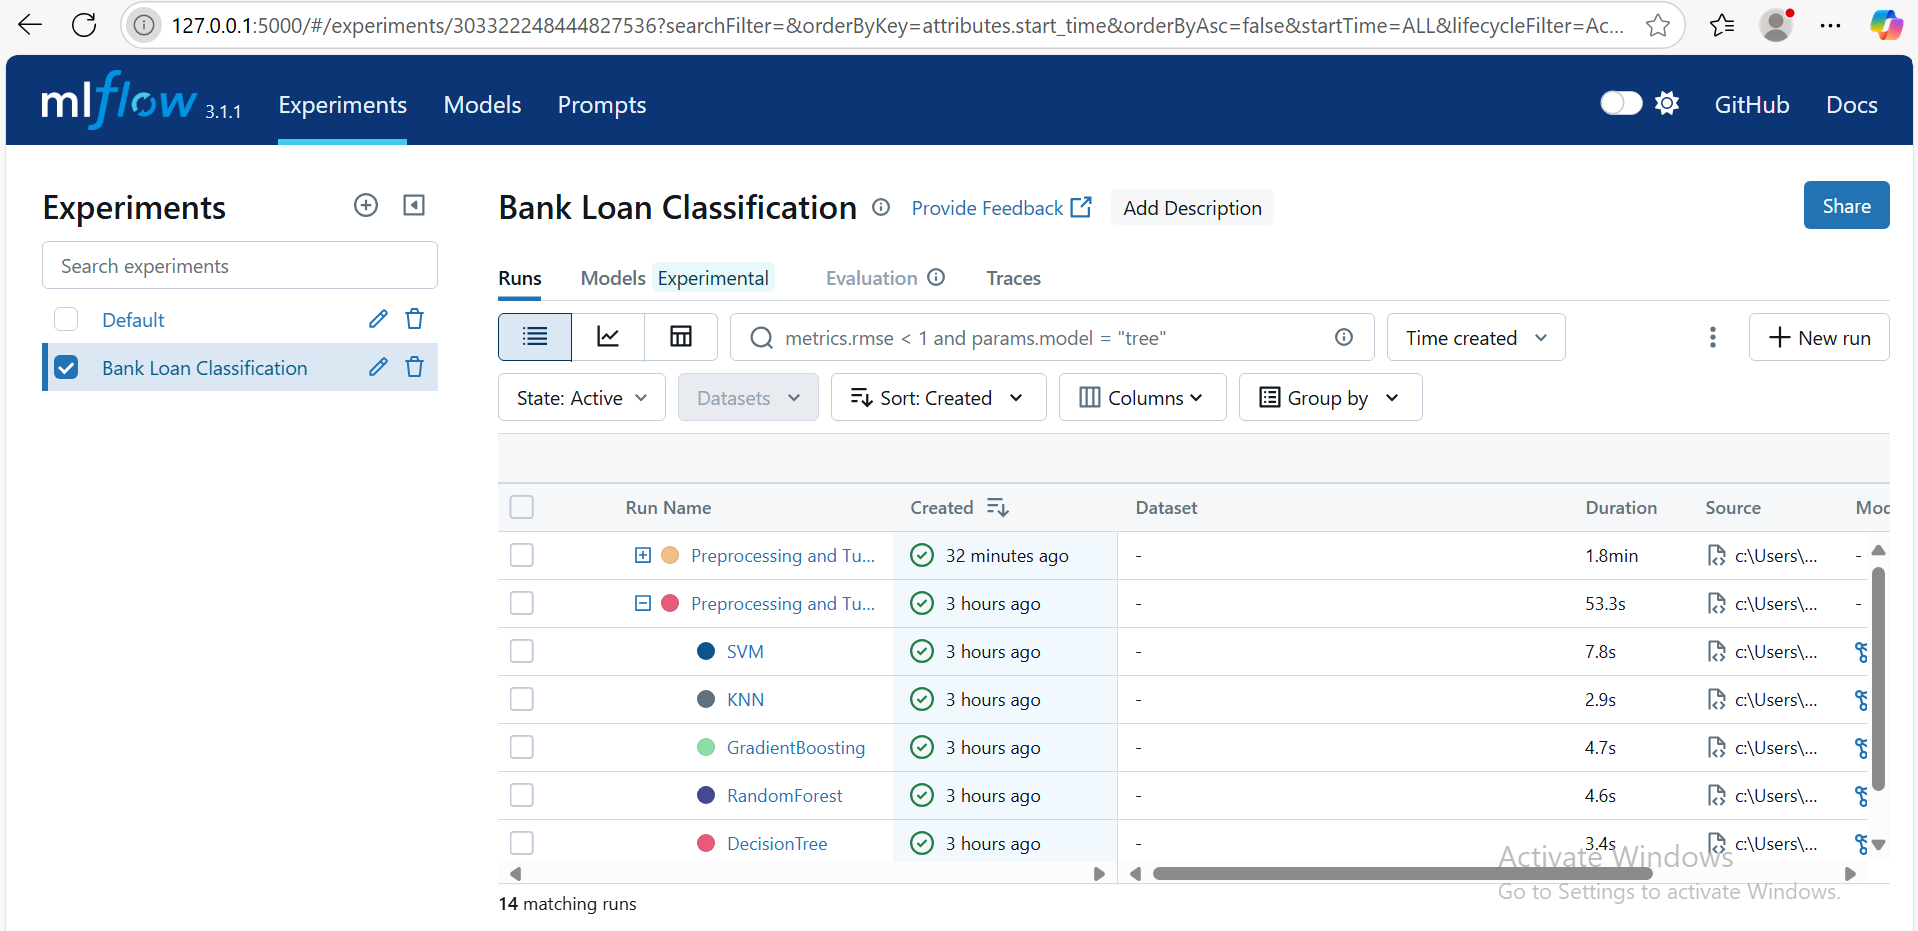 127.0.0.1:5000/#/experiments/303322248444827536?searchFilter=&orderByKey=attributes.start_time&orderByAsc=false&startTime=ALL&lifecycleFilter=Ac...
mlflow 3.1.1 Experiments Models Prompts GitHub Docs
Experiments
Bank Loan Classification Provide Feedback Add Description Share
Search experiments
Runs Models Experimental Evaluation Traces
Default
metrics.rmse < 1 and params.model = "tree" Time created New run
Bank Loan Classification
State: Active Datasets Sort: Created Columns Group by
Run Name Created Dataset Duration Source Moc
Preprocessing and Tu... 32 minutes ago - 1.8min c:\Users\... -
Preprocessing and Tu... 3 hours ago - 53.3s c:\Users\... -
SVM 3 hours ago - 7.8s c:\Users\...
KNN 3 hours ago - 2.9s c:\Users\...
GradientBoosting 3 hours ago - 4.7s c:\Users\...
RandomForest 3 hours ago - 4.6s c:\Users\...
DecisionTree 3 hours ago - 3.4s c:\Users\...
Activate Windows
Go to Settings to activate Windows.
14 matching runs